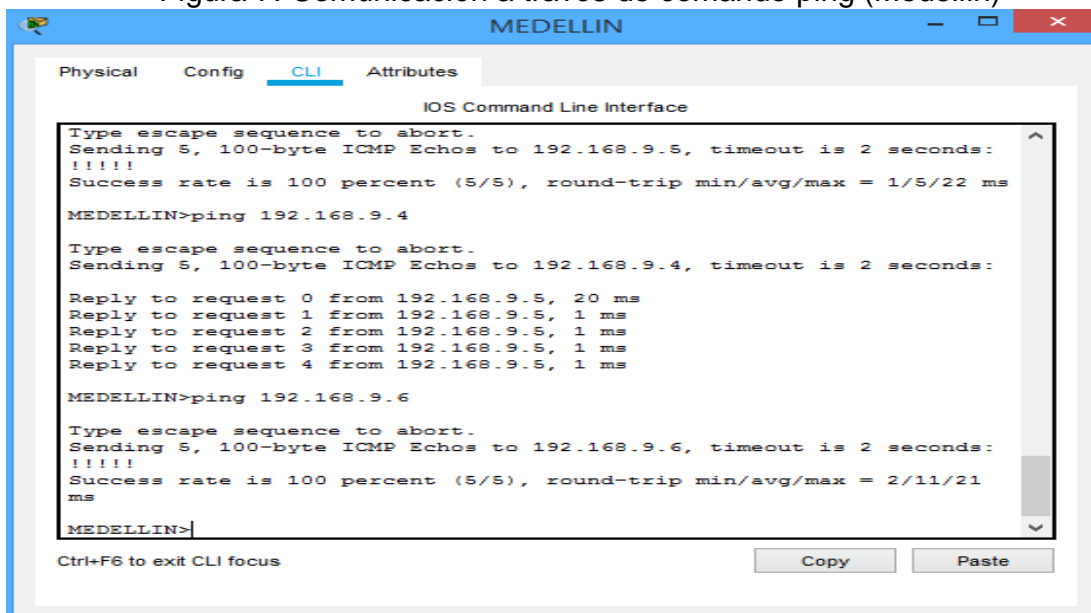 Figura 7. Comunicación a través de comando ping (Medellín)
MEDELLIN
Physical Config CLI Attributes
IOS Command Line Interface
Type escape sequence to abort.
Sending 5, 100-byte ICMP Echos to 192.168.9.5, timeout is 2 seconds:
!!!!!
Success rate is 100 percent (5/5), round-trip min/avg/max = 1/5/22 ms
MEDELLIN>ping 192.168.9.4
Type escape sequence to abort.
Sending 5, 100-byte ICMP Echos to 192.168.9.4, timeout is 2 seconds:
Reply to request 0 from 192.168.9.5, 20 ms
Reply to request 1 from 192.168.9.5, 1 ms
Reply to request 2 from 192.168.9.5, 1 ms
Reply to request 3 from 192.168.9.5, 1 ms
Reply to request 4 from 192.168.9.5, 1 ms
MEDELLIN>ping 192.168.9.6
Type escape sequence to abort.
Sending 5, 100-byte ICMP Echos to 192.168.9.6, timeout is 2 seconds:
!!!!!
Success rate is 100 percent (5/5), round-trip min/avg/max = 2/11/21
ms
MEDELLIN>
Ctrl+F6 to exit CLI focus
Copy Paste